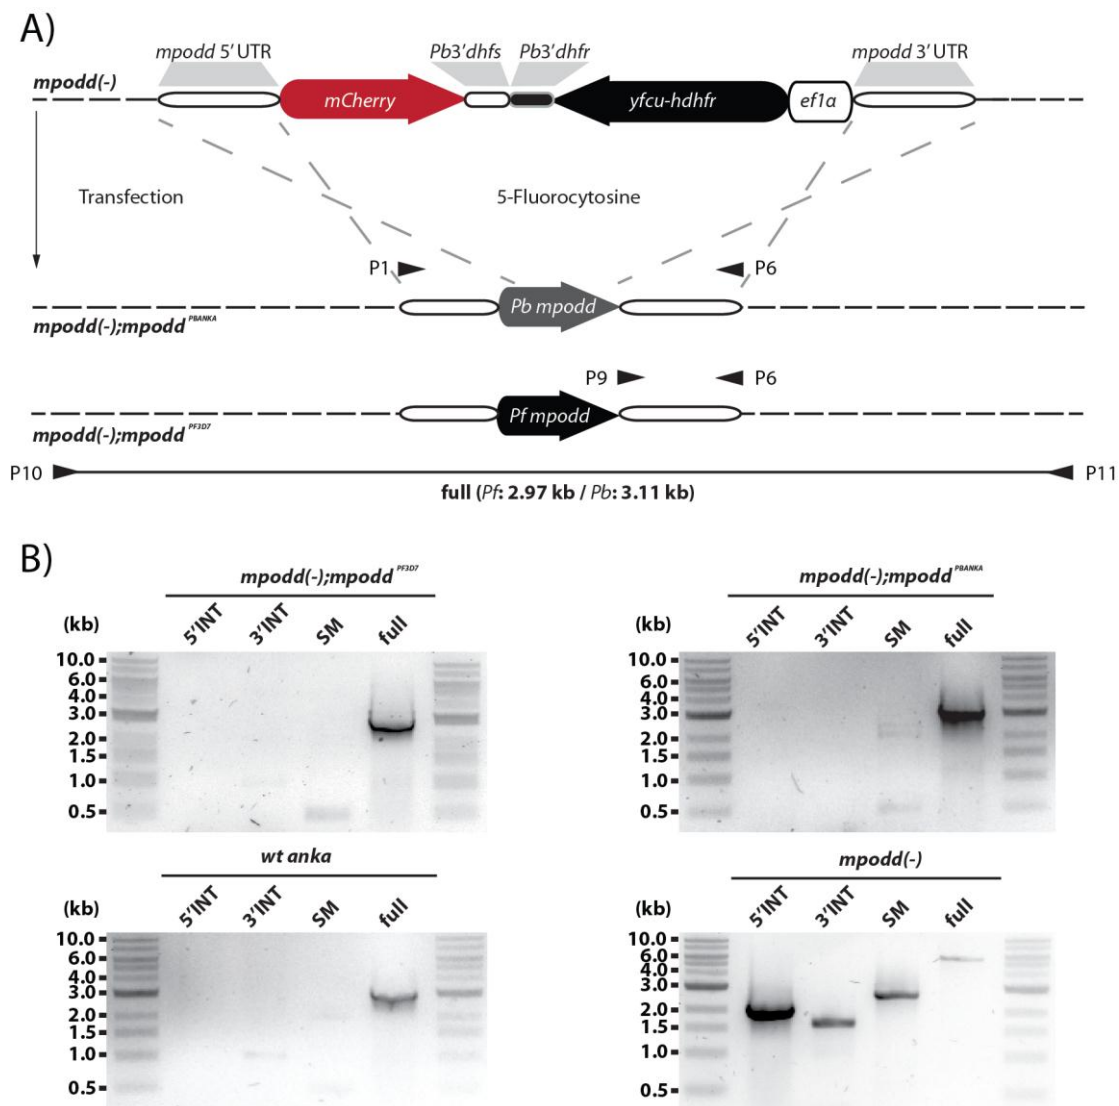 A)
mpodd 5' UTR Pb3'dhfs Pb3'dhfr mpodd 3' UTR
mpodd(-)
mCherry yfcu-hdhfr ef1α
Transfection 5-Fluorocytosine
P1 P6
Pb mpodd
mpodd(-);mpodd PBANKA
P9 P6
Pf mpodd
mpodd(-);mpodd PF3D7
P10 P11
full (Pf: 2.97 kb / Pb: 3.11 kb)
B)
mpodd(-);mpodd PF3D7
(kb) 5'INT 3'INT SM full
10.0
6.0
4.0
3.0
2.0
1.5
1.0
0.5
mpodd(-);mpodd PBANKA
(kb) 5'INT 3'INT SM full
10.0
6.0
4.0
3.0
2.0
1.5
1.0
0.5
wt anka
(kb) 5'INT 3'INT SM full
10.0
6.0
4.0
3.0
2.0
1.5
1.0
0.5
mpodd(-)
(kb) 5'INT 3'INT SM full
10.0
6.0
4.0
3.0
2.0
1.5
1.0
0.5